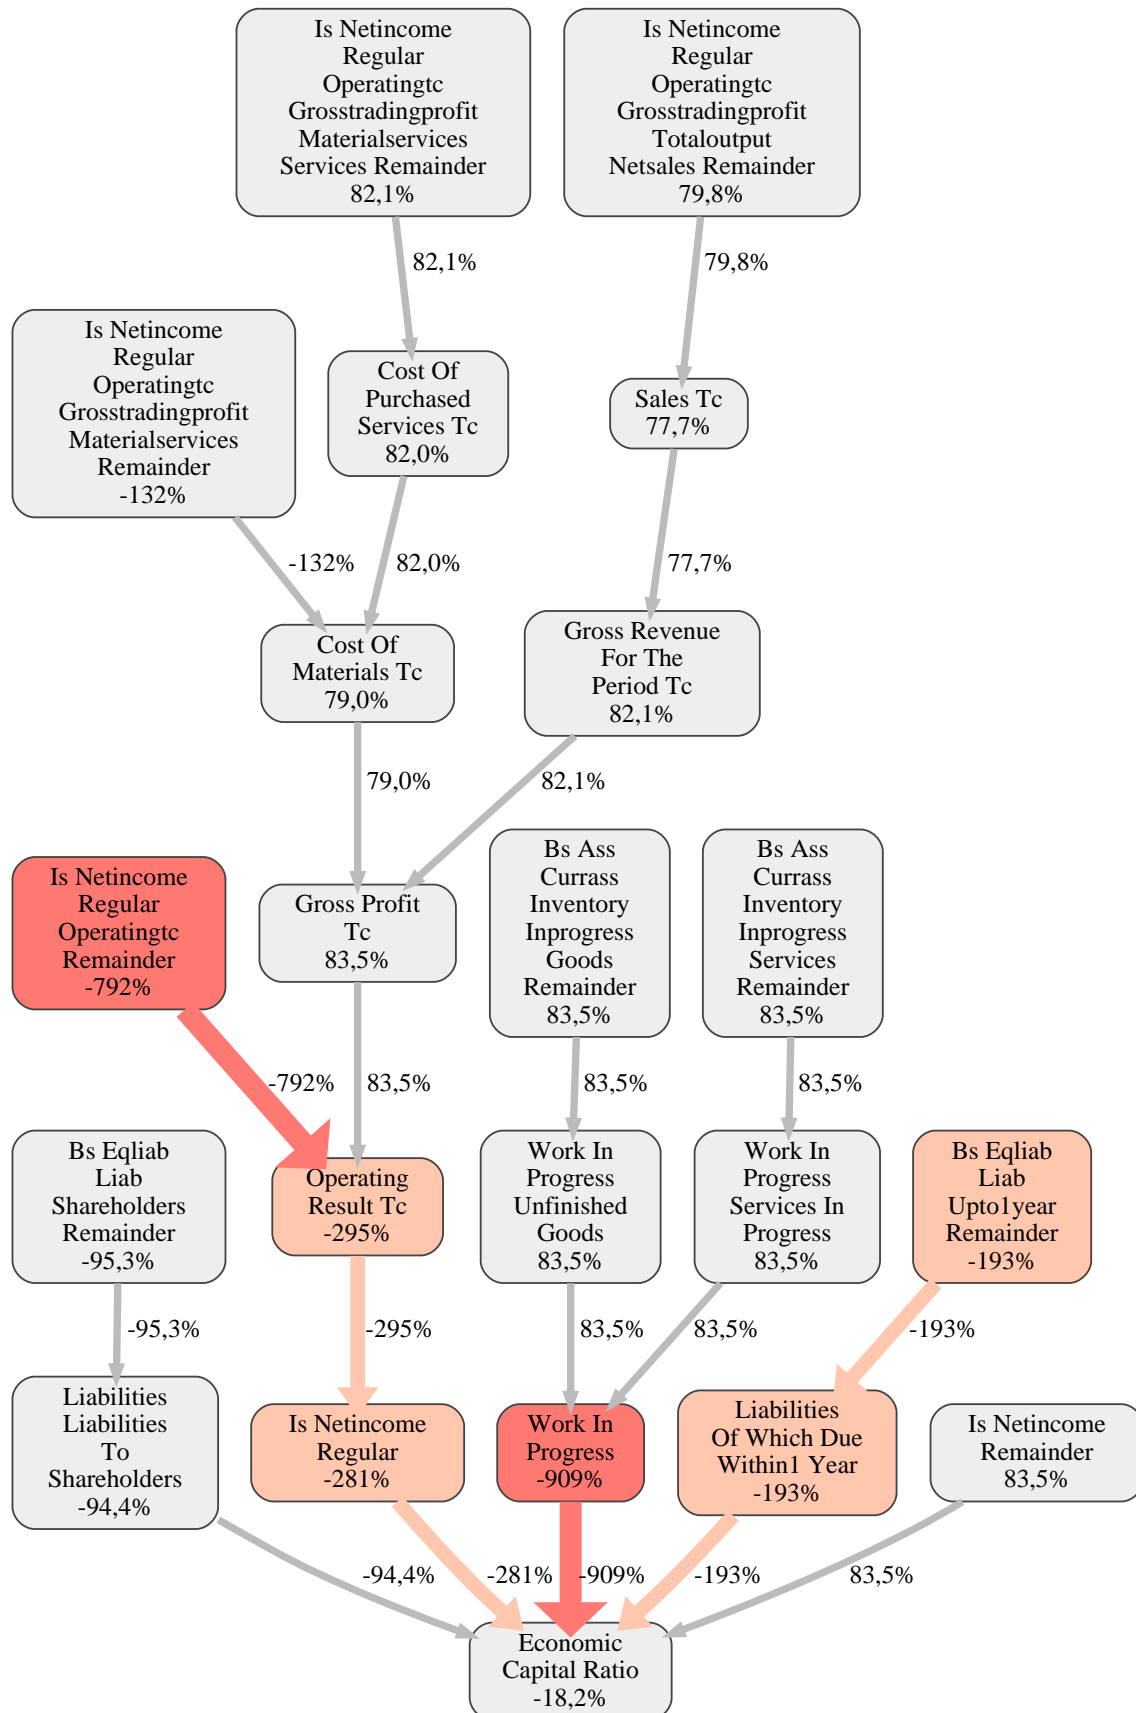 Is Netincome
Regular
Operatingtc
Grosstradingprofit
Materialservices
Services Remainder
82,1%
Is Netincome
Regular
Operatingtc
Grosstradingprofit
Totaloutput
Netsales Remainder
79,8%
82,1%
79,8%
Is Netincome
Regular
Operatingtc
Grosstradingprofit
Materialservices
Remainder
-132%
Cost Of
Purchased
Services Tc
82,0%
Sales Tc
77,7%
-132%
82,0%
77,7%
Cost Of
Materials Tc
79,0%
Gross Revenue
For The
Period Tc
82,1%
79,0%
82,1%
Is Netincome
Regular
Operatingtc
Remainder
-792%
Gross Profit
Tc
83,5%
Bs Ass
Currass
Inventory
Inprogress
Goods
Remainder
83,5%
Bs Ass
Currass
Inventory
Inprogress
Services
Remainder
83,5%
-792%
83,5%
83,5%
83,5%
Bs Eqliab
Liab
Shareholders
Remainder
-95,3%
Operating
Result Tc
-295%
Work In
Progress
Unfinished
Goods
83,5%
Work In
Progress
Services In
Progress
83,5%
Bs Eqliab
Liab
Upto1year
Remainder
-193%
-95,3%
-295%
83,5%
83,5%
-193%
Liabilities
Liabilities
To
Shareholders
-94,4%
Is Netincome
Regular
-281%
Work In
Progress
-909%
Liabilities
Of Which Due
Within1 Year
-193%
Is Netincome
Remainder
83,5%
-94,4%
-281%
-909%
-193%
83,5%
Economic
Capital Ratio
-18,2%